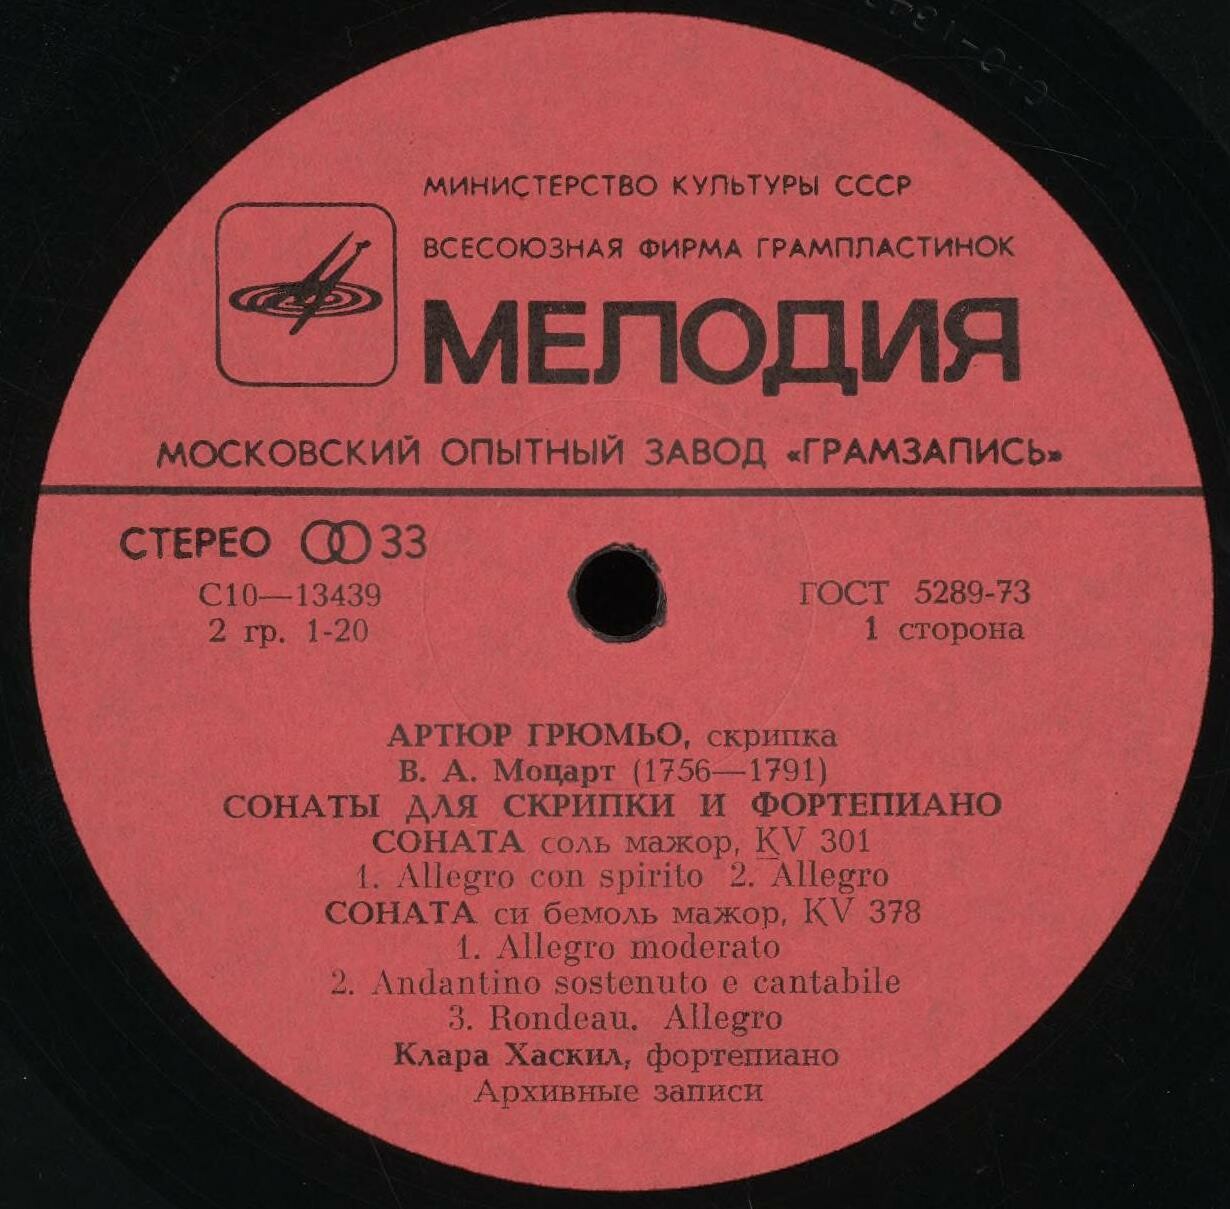 МИНИСТЕРСТВО КУЛЬТУРЫ СССР
ВСЕСОЮЗНАЯ ФИРМА ГРАМПЛАСТИНОК
МЕЛОДИЯ
МОСКОВСКИЙ ОПЫТНЫЙ ЗАВОД «ГРАМЗАПИСЬ»
СТЕРЕО 33
С10—13439
2 гр. 1-20
ГОСТ 5289-73
1 сторона
АРТЮР ГРЮМЬО, скрипка
В. А. Моцарт (1756—1791)
СОНАТЫ ДЛЯ СКРИПКИ И ФОРТЕПИАНО
СОНАТА соль мажор, KV 301
1. Allegro con spirito 2. Allegro
СОНАТА си бемоль мажор, KV 378
1. Allegro moderato
2. Andantino sostenuto e cantabile
3. Rondeau. Allegro
Клара Хаскил, фортепиано
Архивные записи